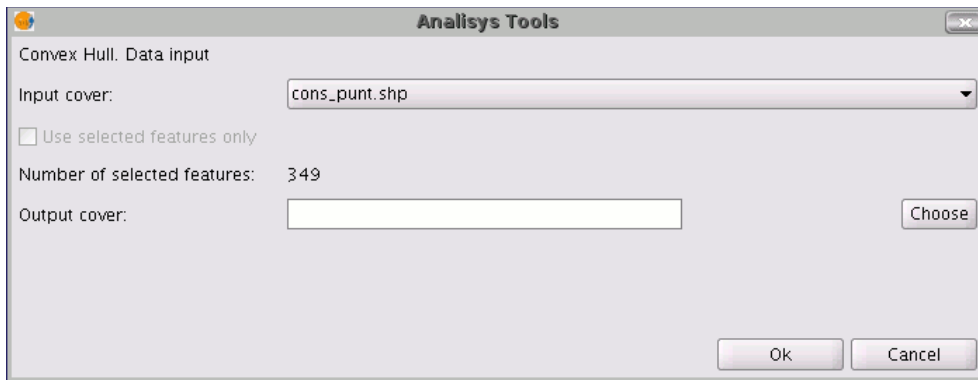 Analisys Tools
Convex Hull. Data input
Input cover: cons_punt.shp
Use selected features only
Number of selected features: 349
Output cover: Choose
Ok Cancel